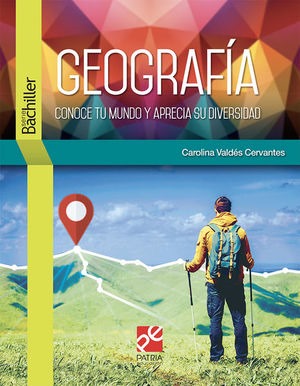 serie
Bachiller
GEOGRAFÍA
CONOCE TU MUNDO Y APRECIA SU DIVERSIDAD
Carolina Valdés Cervantes
PATRIA